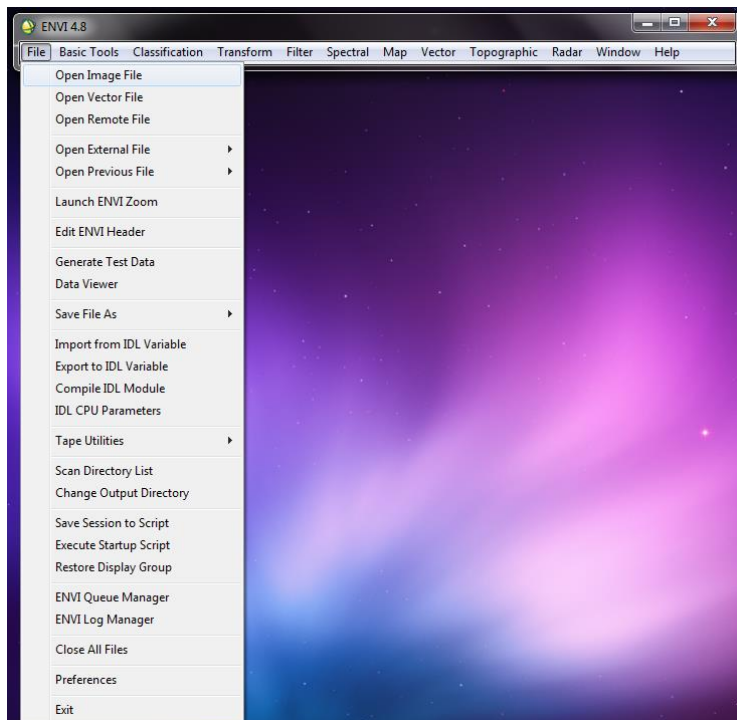 ENVI 4.8
File Basic Tools Classification Transform Filter Spectral Map Vector Topographic Radar Window Help
Open Image File
Open Vector File
Open Remote File
Open External File
Open Previous File
Launch ENVI Zoom
Edit ENVI Header
Generate Test Data
Data Viewer
Save File As
Import from IDL Variable
Export to IDL Variable
Compile IDL Module
IDL CPU Parameters
Tape Utilities
Scan Directory List
Change Output Directory
Save Session to Script
Execute Startup Script
Restore Display Group
ENVI Queue Manager
ENVI Log Manager
Close All Files
Preferences
Exit